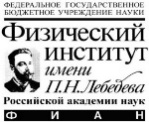 ФЕДЕРАЛЬНОЕ ГОСУДАРСТВЕННОЕ
БЮДЖЕТНОЕ УЧРЕЖДЕНИЕ НАУКИ
Физический
институт
имени
П.Н.Лебедева
Российской академии наук
ФИАН